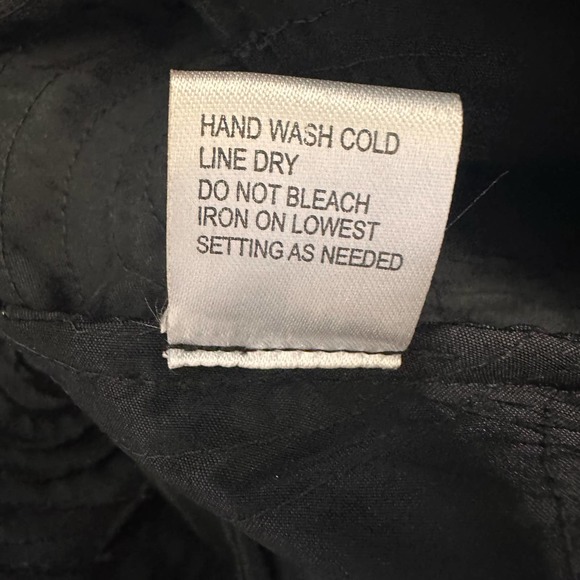 HAND WASH COLD
LINE DRY
DO NOT BLEACH
IRON ON LOWEST
SETTING AS NEEDED